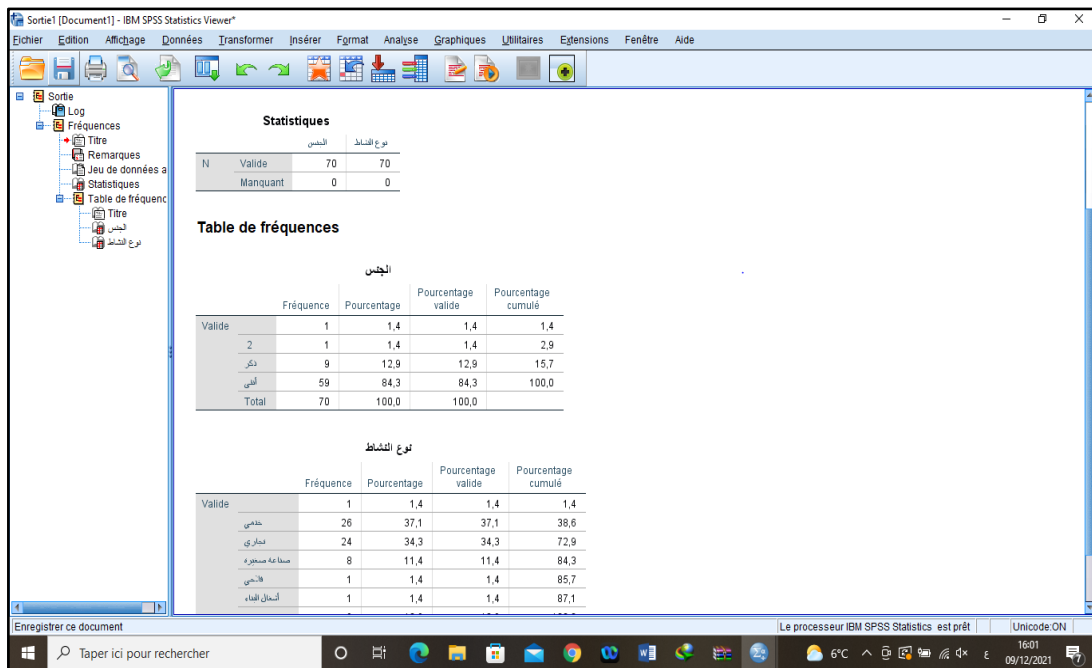 Sortie1 [Document1] - IBM SPSS Statistics Viewer*
Fichier Edition Affichage Données Transformer Insérer Format Analyse Graphiques Utilitaires Extensions Fenêtre Aide
Sortie
Log
Fréquences
Titre
Remarques
Jeu de données a
Statistiques
Table de fréquenc
Titre
الجنس
نوع النشاط
Statistiques
الجنس نوع النشاط
N Valide 70 70
Manquant 0 0
Table de fréquences
الجنس
Fréquence Pourcentage Pourcentage valide Pourcentage cumulé
Valide 1 1,4 1,4 1,4
2 1 1,4 1,4 2,9
ذكر 9 12,9 12,9 15,7
أنثى 59 84,3 84,3 100,0
Total 70 100,0 100,0
نوع النشاط
Fréquence Pourcentage Pourcentage valide Pourcentage cumulé
Valide 1 1,4 1,4 1,4
خدمي 26 37,1 37,1 38,6
تجاري 24 34,3 34,3 72,9
صناعة صغيرة 8 11,4 11,4 84,3
1 1,4 1,4 85,7
أشغال البناء 1 1,4 1,4 87,1
Enregistrer ce document
Le processeur IBM SPSS Statistics est prêt
Unicode:ON
Taper ici pour rechercher
6°C
ع
16:01
09/12/2021